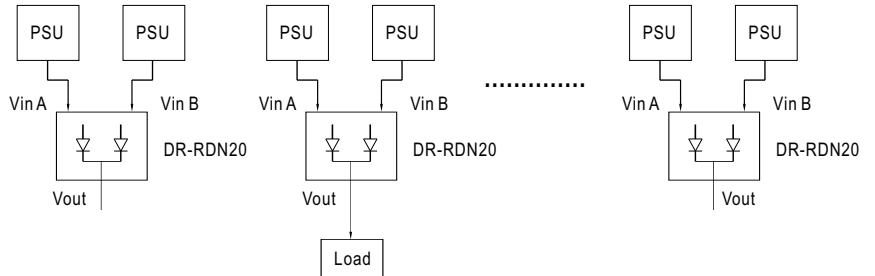 PSU PSU PSU PSU PSU PSU
Vin A Vin B Vin A Vin B .............. Vin A Vin B
DR-RDN20 DR-RDN20 DR-RDN20
Vout Vout Vout
Load